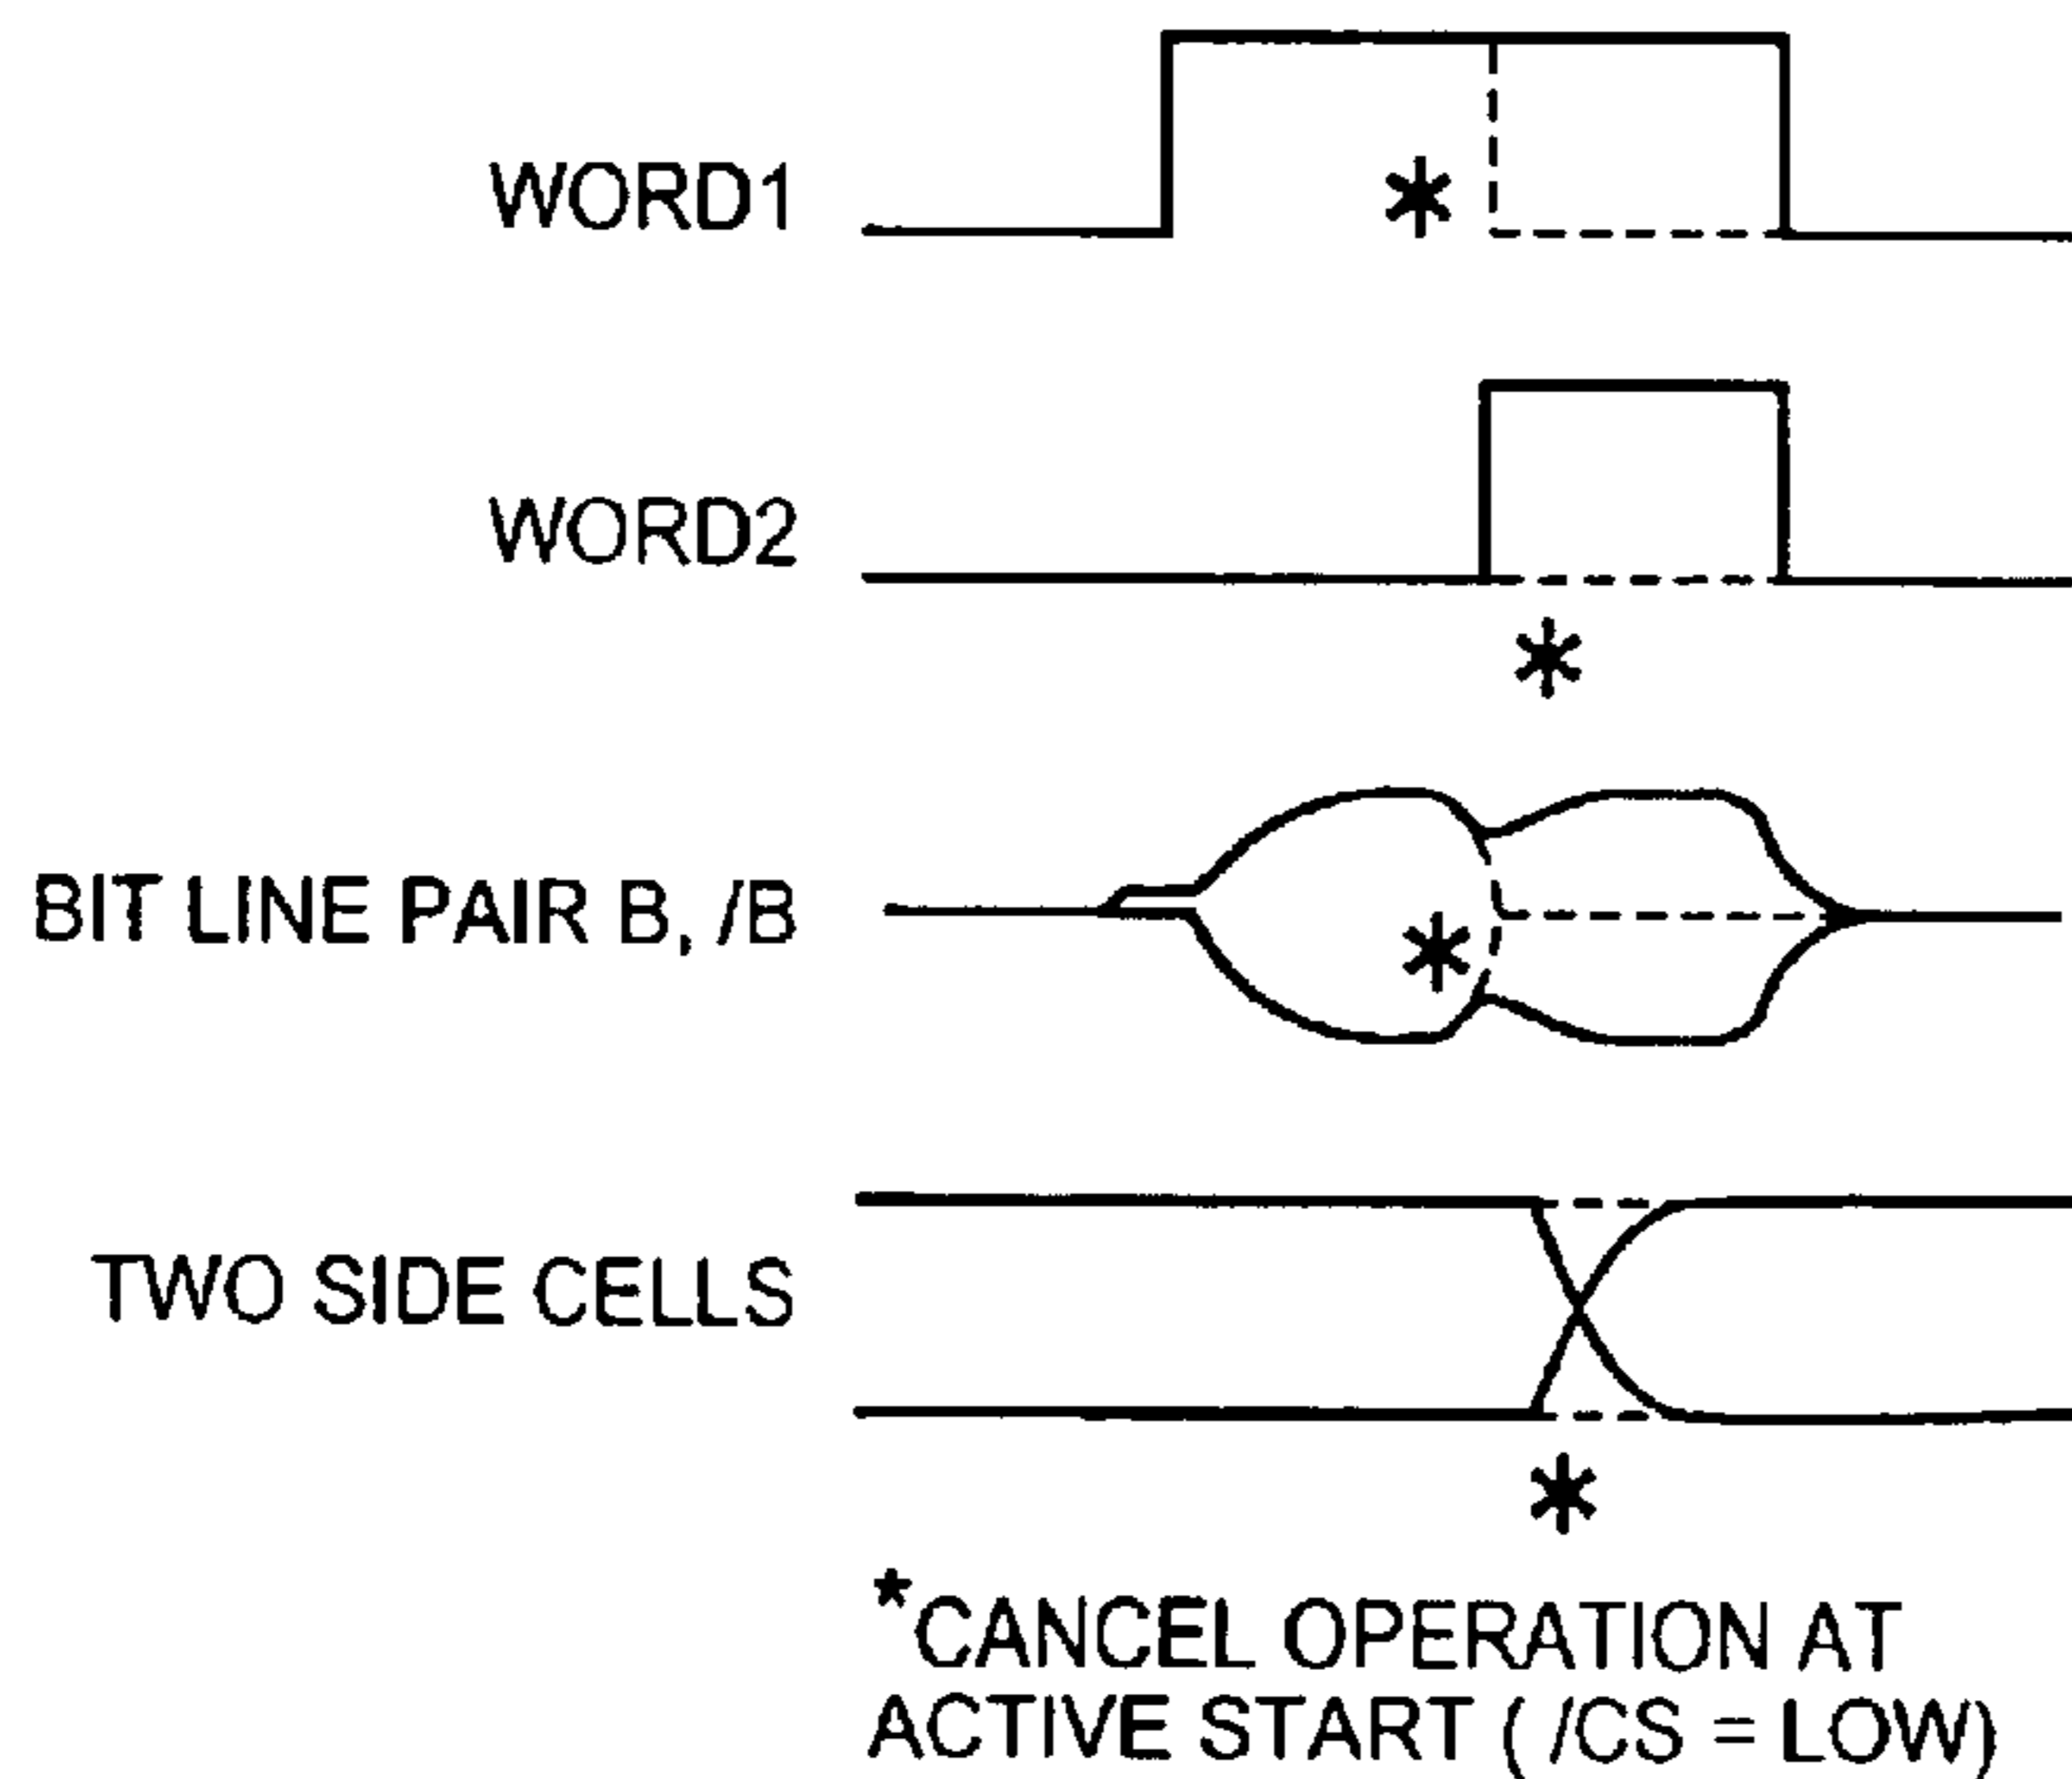 WORD1
*
WORD2
*
BIT LINE PAIR B, /B
*
TWO SIDE CELLS
*
*CANCEL OPERATION AT
ACTIVE START ( /CS = LOW)